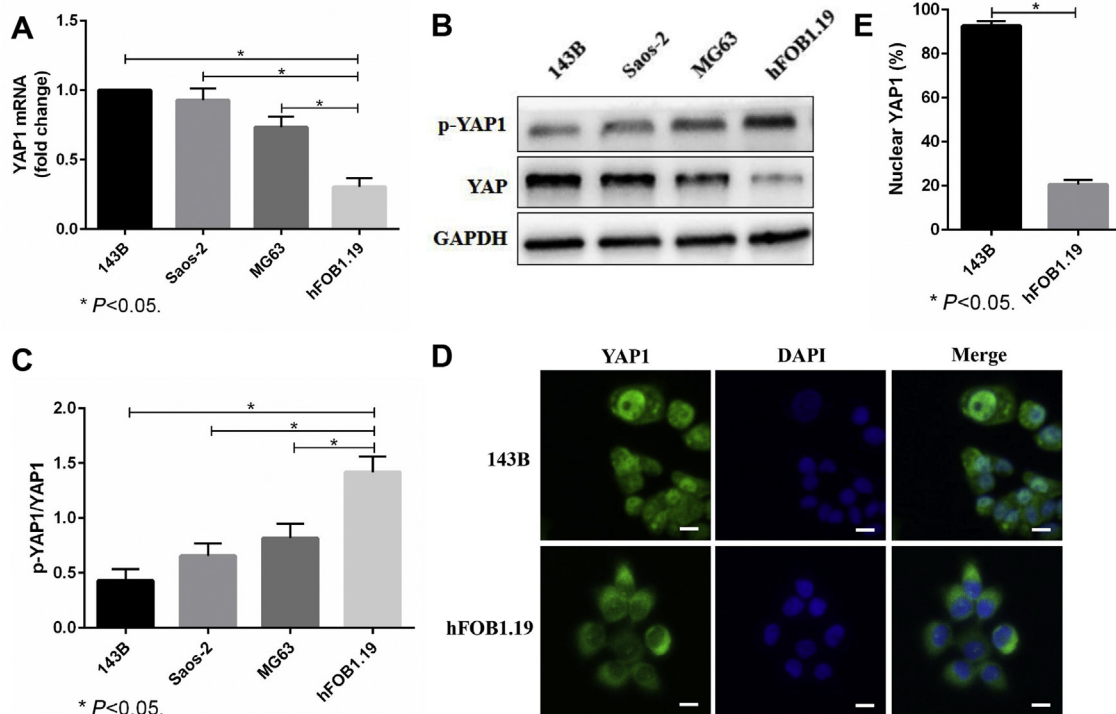 A
YAP1 mRNA
(fold change)
1.5
1.0
0.5
0.0
*
*
*
143B
Saos-2
MG63
hFOB1.19
* P<0.05.
B
143B
Saos-2
MG63
hFOB1.19
p-YAP1
YAP
GAPDH
E
Nuclear YAP1 (%)
100
80
60
40
20
0
*
143B
hFOB1.19
* P<0.05.
C
p-YAP1/YAP1
2.0
1.5
1.0
0.5
0.0
*
*
*
143B
Saos-2
MG63
hFOB1.19
* P<0.05.
D
YAP1
DAPI
Merge
143B
hFOB1.19